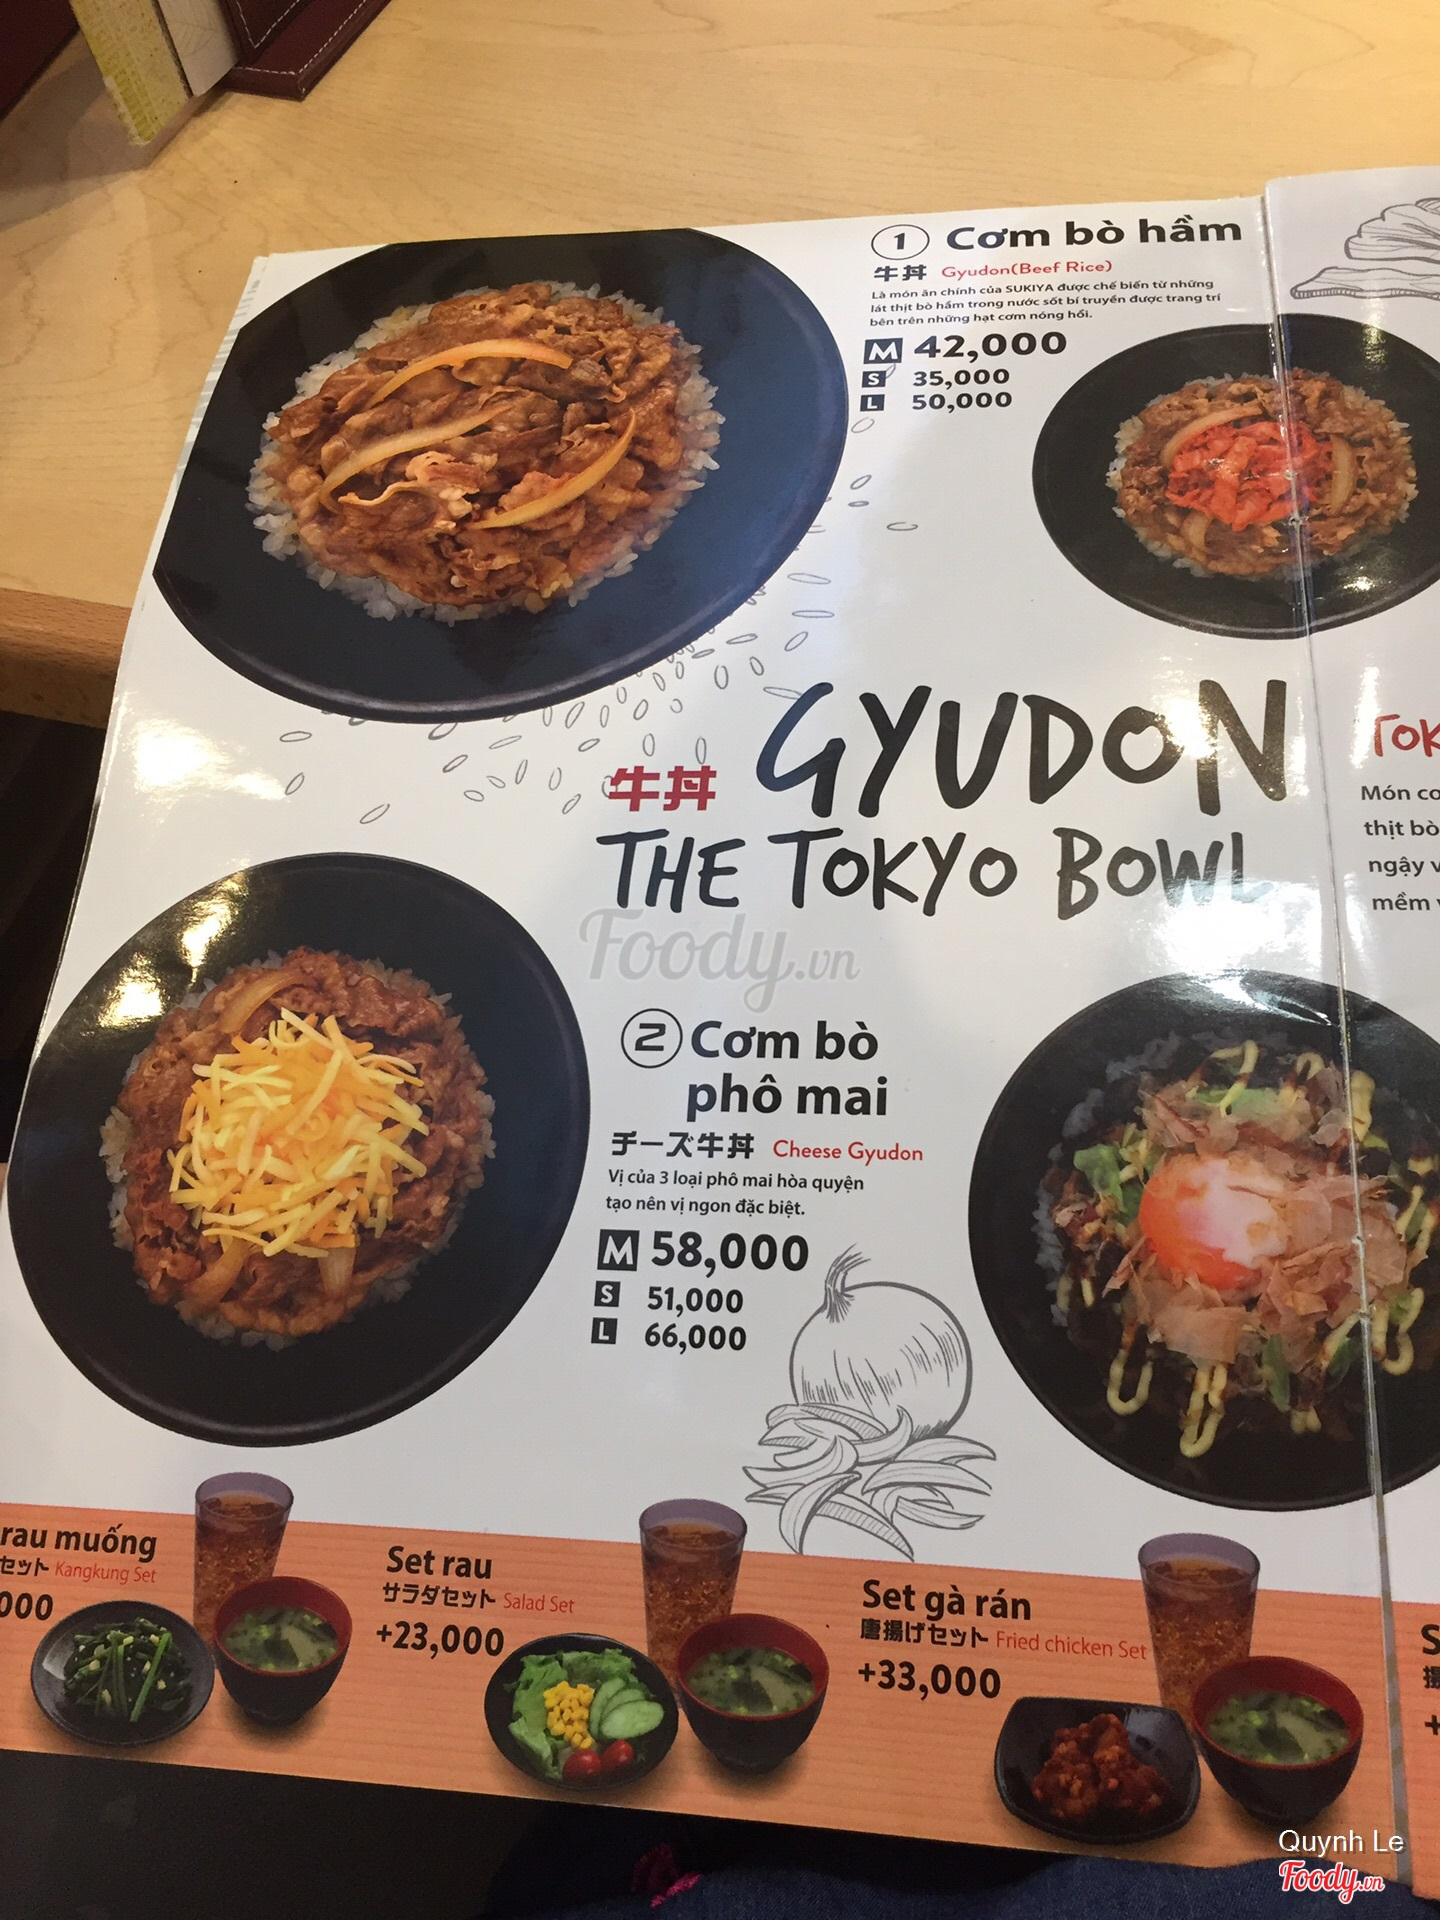 1 Cơm bò hầm
牛丼 Gyudon(Beef Rice)
Là món ăn chính của SUKIYA được chế biến từ những
lát thịt bò hầm trong nước sốt bí truyền được trang trí
bên trên những hạt cơm nóng hổi.
M 42,000
S 35,000
L 50,000
牛丼 GYUDON
THE TOKYO BOWL
TOK
Món cơ
thịt bò
ngậy v
mềm v
Foody.vn
2 Cơm bò
phô mai
チーズ牛丼 Cheese Gyudon
Vị của 3 loại phô mai hòa quyện
tạo nên vị ngon đặc biệt.
M 58,000
S 51,000
L 66,000
rau muống
セット Kangkung Set
000
Set rau
サラダセット Salad Set
+23,000
Set gà rán
唐揚げセット Fried chicken Set
+33,000
S
揚
+
Quynh Le
Foody.vn